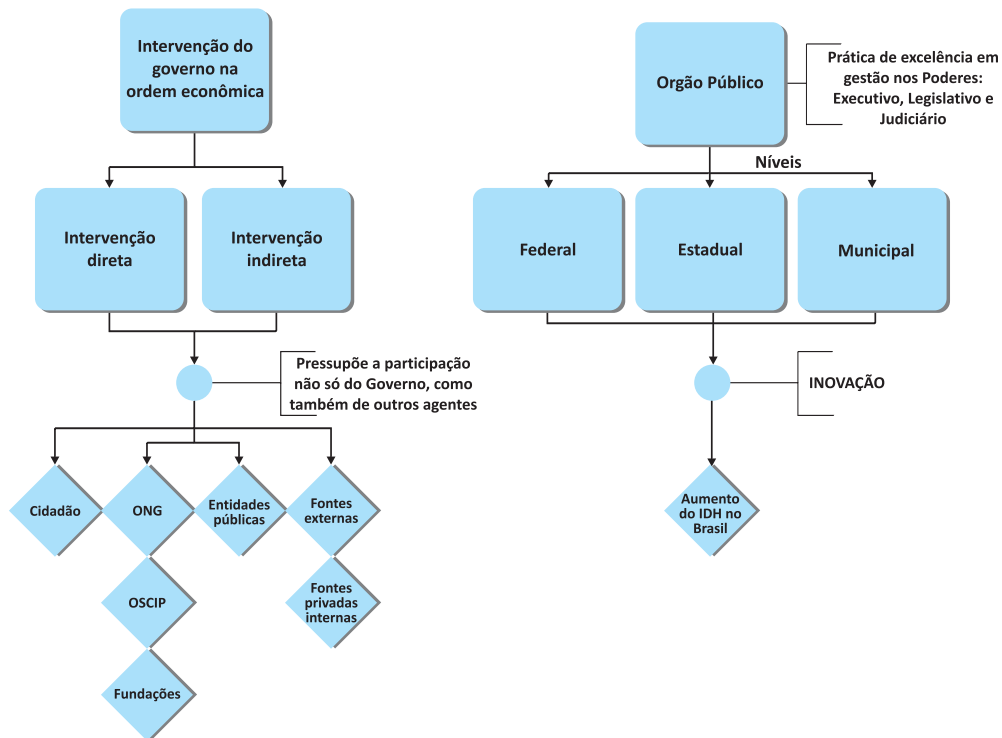 Intervenção do
governo na
ordem econômica
Intervenção
direta
Intervenção
indireta
Pressupõe a participação
não só do Governo, como
também de outros agentes
Cidadão
ONG
Entidades
públicas
Fontes
externas
OSCIP
Fontes
privadas
internas
Fundações
Orgão Público
Prática de excelência em
gestão nos Poderes:
Executivo, Legislativo e
Judiciário
Níveis
Federal
Estadual
Municipal
INOVAÇÃO
Aumento
do IDH no
Brasil